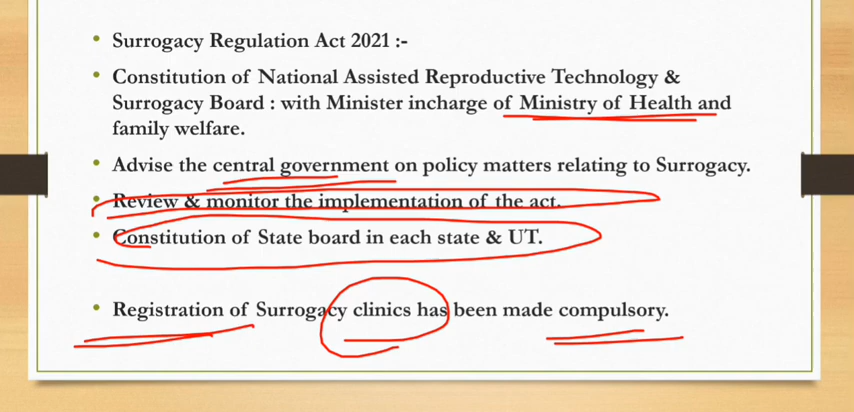 Surrogacy Regulation Act 2021 :-
Constitution of National Assisted Reproductive Technology &
Surrogacy Board : with Minister incharge of Ministry of Health and
family welfare.
Advise the central government on policy matters relating to Surrogacy.
Review & monitor the implementation of the act.
Constitution of State board in each state & UT.
Registration of Surrogacy clinics has been made compulsory.